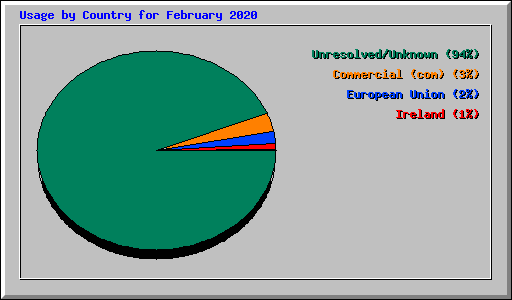 Usage by Country for February 2020
Unresolved/Unknown (94%)
Commercial (com) (3%)
European Union (2%)
Ireland (1%)